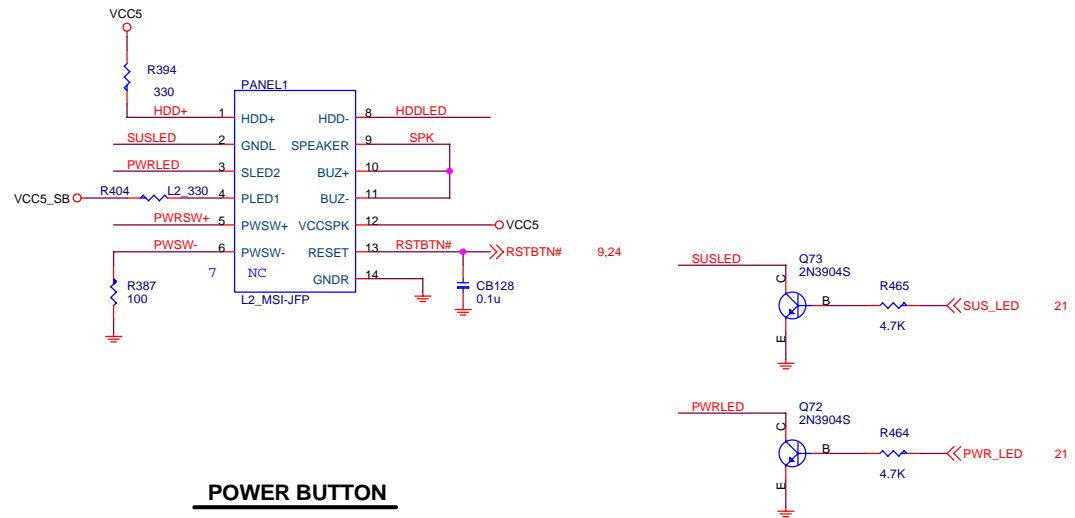 VCC5
R394
330
PANEL1
HDD+ 1 HDD+ HDD- 8 HDDLED
SUSLED 2 GNDL SPEAKER 9 SPK
PWRLED 3 SLED2 BUZ+ 10
VCC5_SB R404 L2_330 4 PLED1 BUZ- 11
PWRSW+ 5 PWSW+ VCCSPK 12 VCC5
PWSW- 6 PWSW- RESET 13 RSTBTN# RSTBTN# 9,24
7 NC GNDR 14
R387
100
L2_MSI-JFP
CB128
0.1u
SUSLED
Q73
2N3904S
C
B
E
R465
4.7K
SUS_LED 21
PWRLED
Q72
2N3904S
C
B
E
R464
4.7K
PWR_LED 21
POWER BUTTON